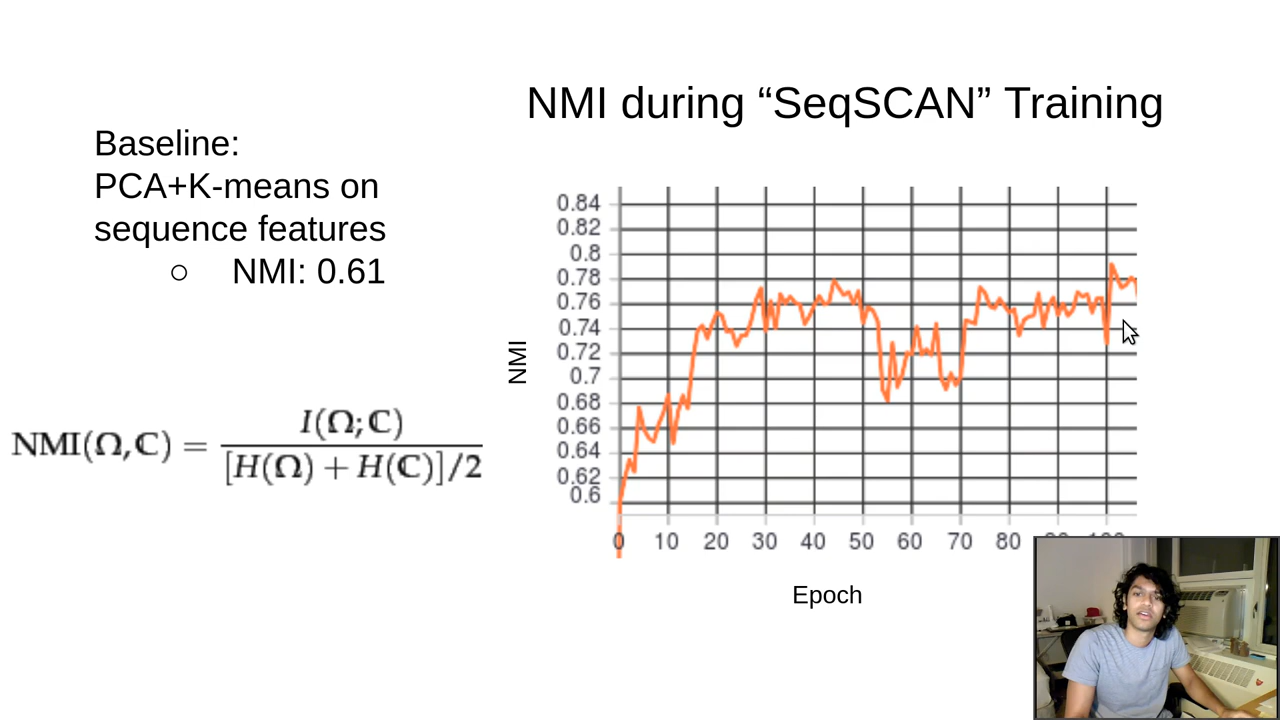 NMI during “SeqSCAN” Training
Baseline:
PCA+K-means on
sequence features
○ NMI: 0.61
NMI(Ω,ℂ) = I(Ω;ℂ) / [H(Ω) + H(ℂ)]/2
0.84
0.82
0.8
0.78
0.76
0.74
0.72
0.7
0.68
0.66
0.64
0.62
0.6
NMI
0 10 20 30 40 50 60 70 80
Epoch